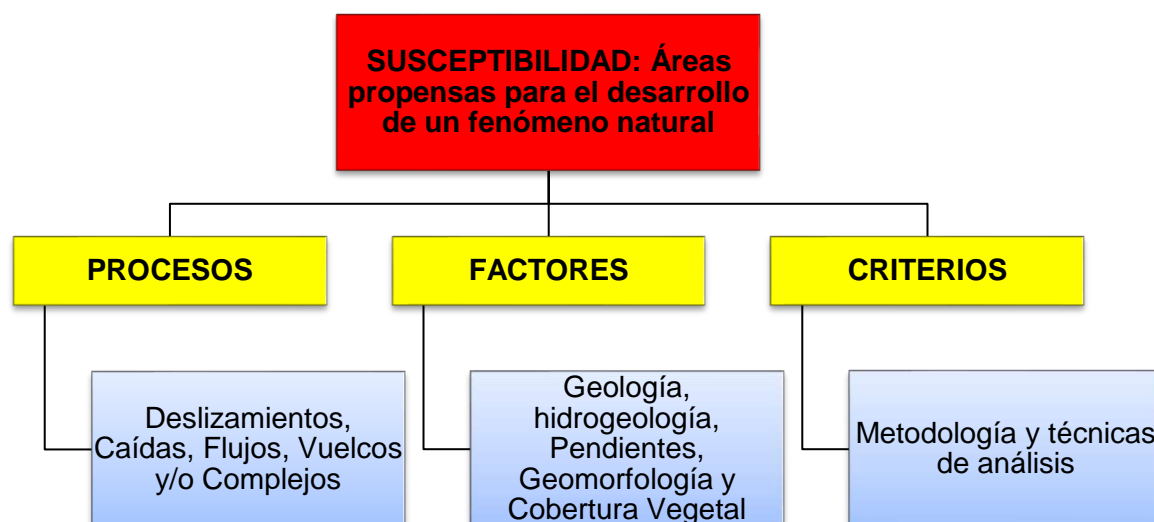 SUSCEPTIBILIDAD: Áreas
propensas para el desarrollo
de un fenómeno natural
PROCESOS
FACTORES
CRITERIOS
Deslizamientos,
Caídas, Flujos, Vuelcos
y/o Complejos
Geología,
hidrogeología,
Pendientes,
Geomorfología y
Cobertura Vegetal
Metodología y técnicas
de análisis